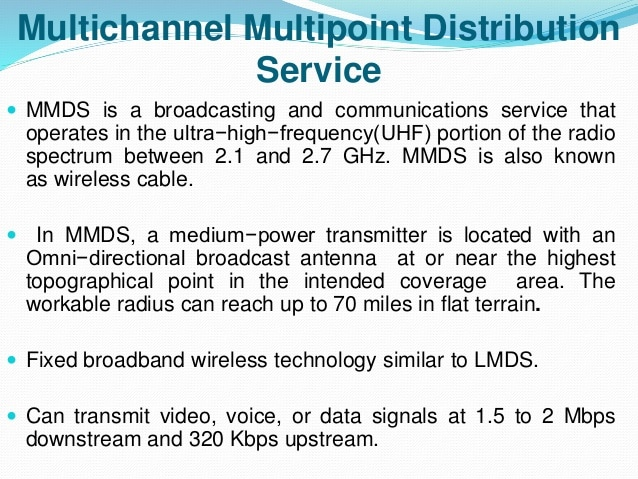 Multichannel Multipoint Distribution
Service
• MMDS is a broadcasting and communications service that
operates in the ultra-high-frequency(UHF) portion of the radio
spectrum between 2.1 and 2.7 GHz. MMDS is also known
as wireless cable.
• In MMDS, a medium-power transmitter is located with an
Omni-directional broadcast antenna at or near the highest
topographical point in the intended coverage area. The
workable radius can reach up to 70 miles in flat terrain.
• Fixed broadband wireless technology similar to LMDS.
• Can transmit video, voice, or data signals at 1.5 to 2 Mbps
downstream and 320 Kbps upstream.